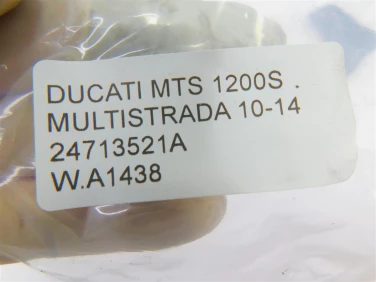 DUCATI MTS 1200S .
MULTISTRADA 10-14
24713521A
W.A1438